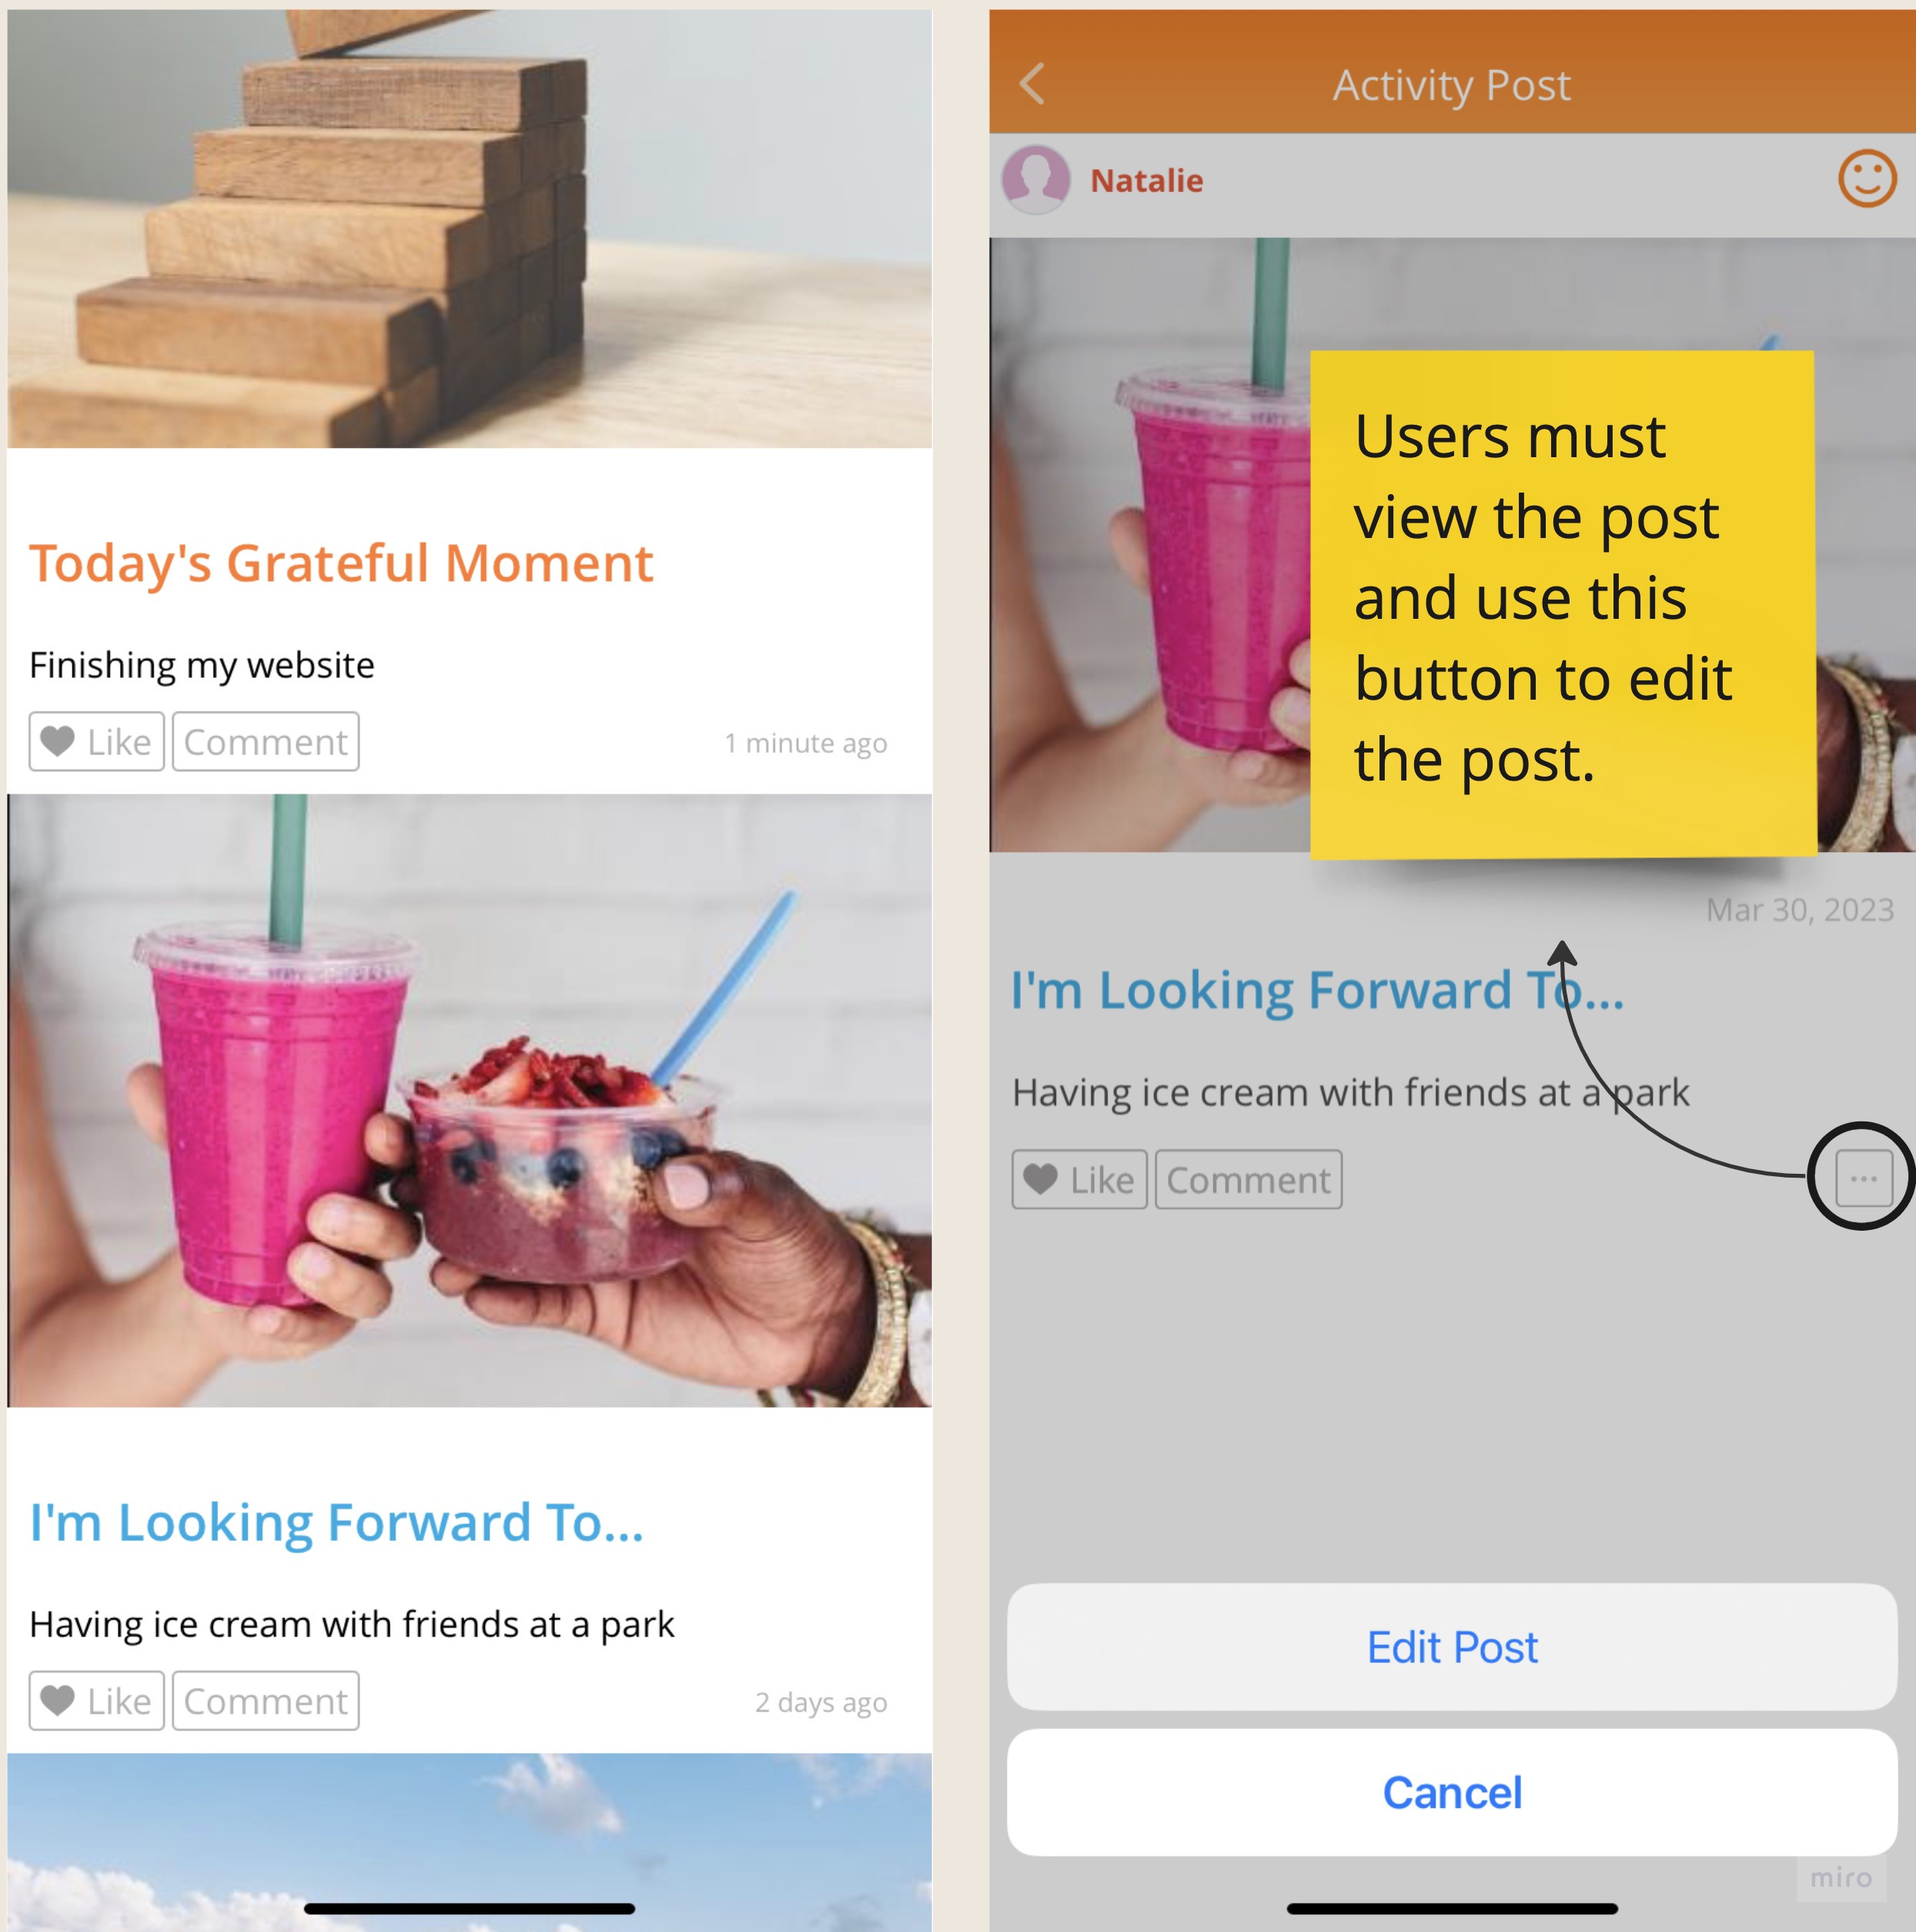 Today's Grateful Moment
Finishing my website
Like
Comment
1 minute ago
I'm Looking Forward To...
Having ice cream with friends at a park
Like
Comment
2 days ago
Activity Post
Natalie
Users must
view the post
and use this
button to edit
the post.
Mar 30, 2023
I'm Looking Forward To...
Having ice cream with friends at a park
Like
Comment
...
Edit Post
Cancel
miro